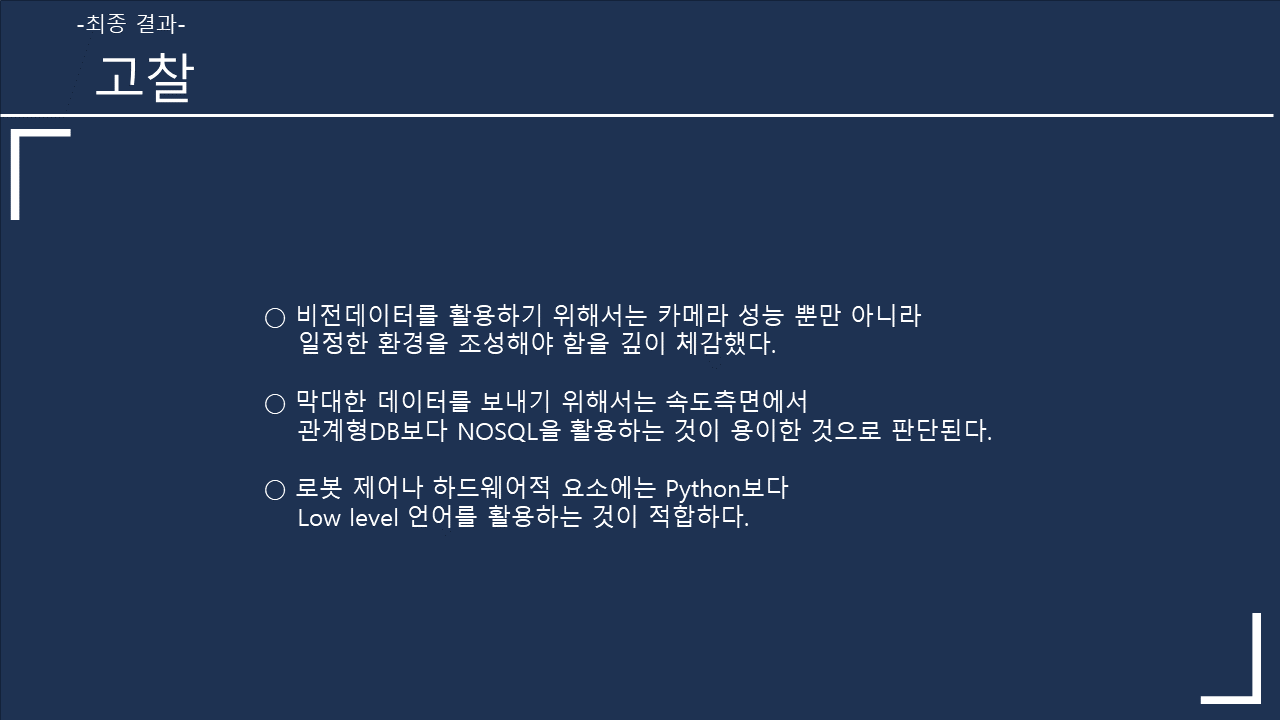 -최종 결과-
고찰
○ 비전데이터를 활용하기 위해서는 카메라 성능 뿐만 아니라
일정한 환경을 조성해야 함을 깊이 체감했다.
○ 막대한 데이터를 보내기 위해서는 속도측면에서
관계형DB보다 NOSQL을 활용하는 것이 용이한 것으로 판단된다.
○ 로봇 제어나 하드웨어적 요소에는 Python보다
Low level 언어를 활용하는 것이 적합하다.